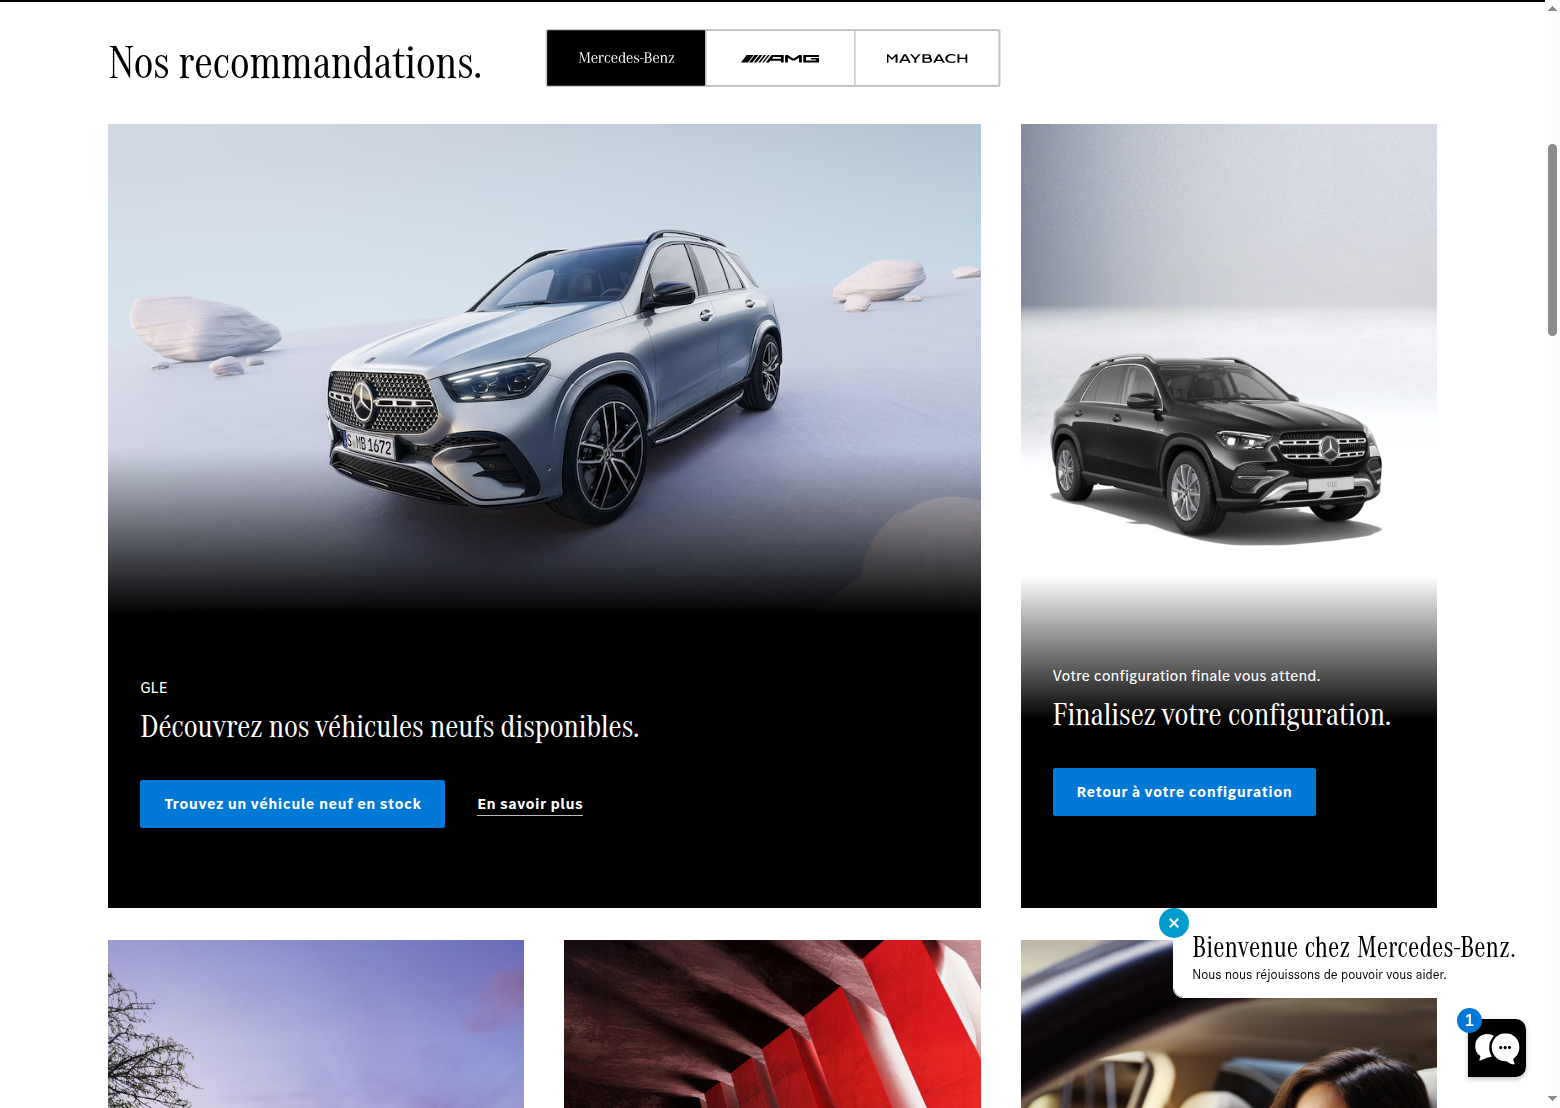 Nos recommandations.
Mercedes-Benz
AMG
MAYBACH
S MB 1672
GLE
GLE
Découvrez nos véhicules neufs disponibles.
Trouvez un véhicule neuf en stock
En savoir plus
Votre configuration finale vous attend.
Finalisez votre configuration.
Retour à votre configuration
Bienvenue chez Mercedes-Benz.
Nous nous réjouissons de pouvoir vous aider.
1